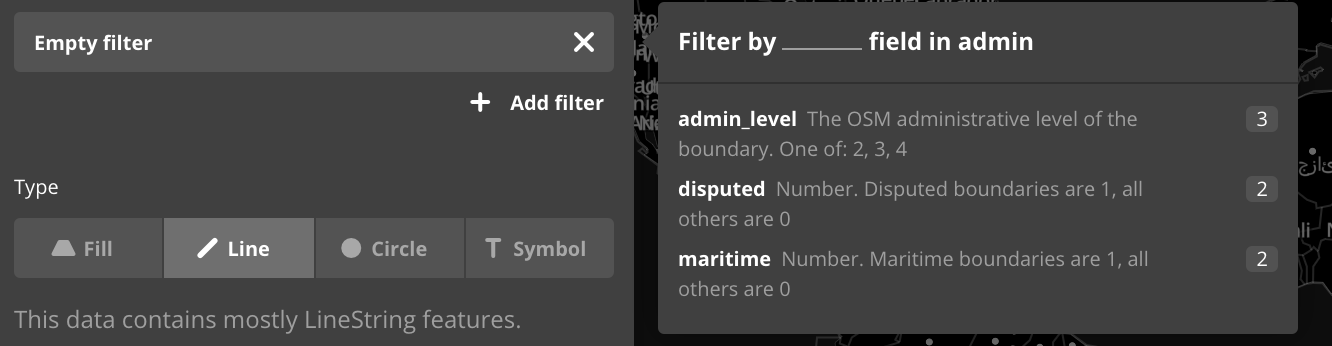 Empty filter
Add filter
Type
Fill
Line
Circle
Symbol
This data contains mostly LineString features.
Filter by ______ field in admin
admin_level The OSM administrative level of the
boundary. One of: 2, 3, 4
3
disputed Number. Disputed boundaries are 1, all
others are 0
2
maritime Number. Maritime boundaries are 1, all
others are 0
2